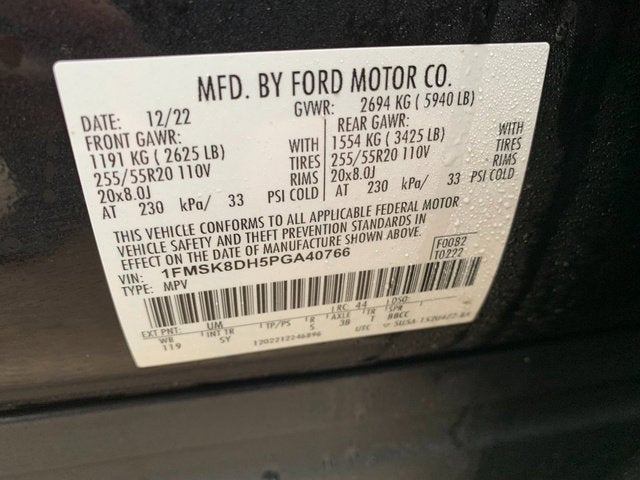 MFD. BY FORD MOTOR CO.
DATE: 12/22 GVWR: 2694 KG ( 5940 LB)
FRONT GAWR: REAR GAWR:
1191 KG ( 2625 LB) WITH 1554 KG ( 3425 LB) WITH
255/55R20 110V TIRES 255/55R20 110V TIRES
20x8.0J RIMS 20x8.0J RIMS
AT 230 kPa/ 33 PSI COLD AT 230 kPa/ 33 PSI COLD
THIS VEHICLE CONFORMS TO ALL APPLICABLE FEDERAL MOTOR
VEHICLE SAFETY AND THEFT PREVENTION STANDARDS IN
EFFECT ON THE DATE OF MANUFACTURE SHOWN ABOVE.
VIN: 1FMSK8DH5PGA40766 F0082
TYPE: MPV T0222
EXT PNT: UM RC: 44 DSO:
WB INT TR TP/PS R AXLE TR SPR
119 SY S 3B T BBCC
1202212246896 UTC